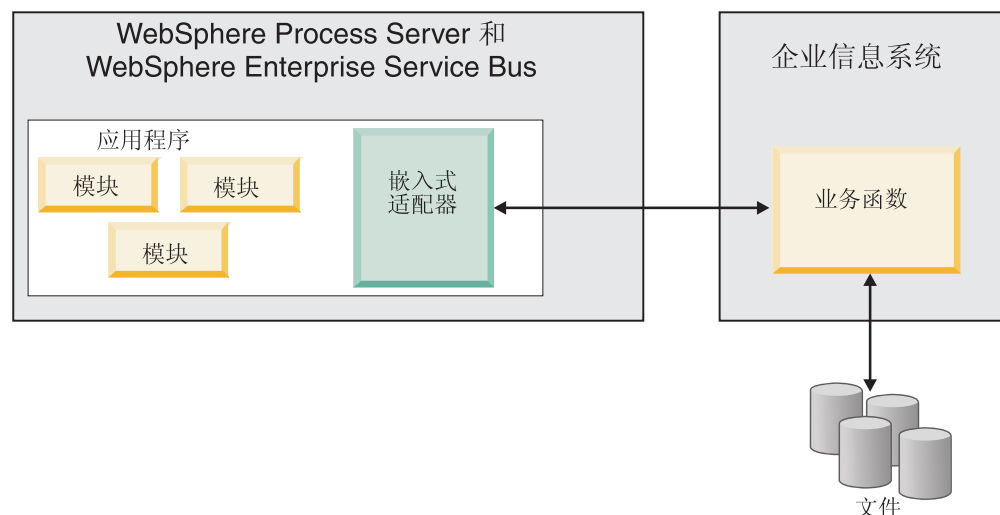 WebSphere Process Server 和
WebSphere Enterprise Service Bus
应用程序
模块
模块
模块
嵌入式
适配器
企业信息系统
业务函数
文件